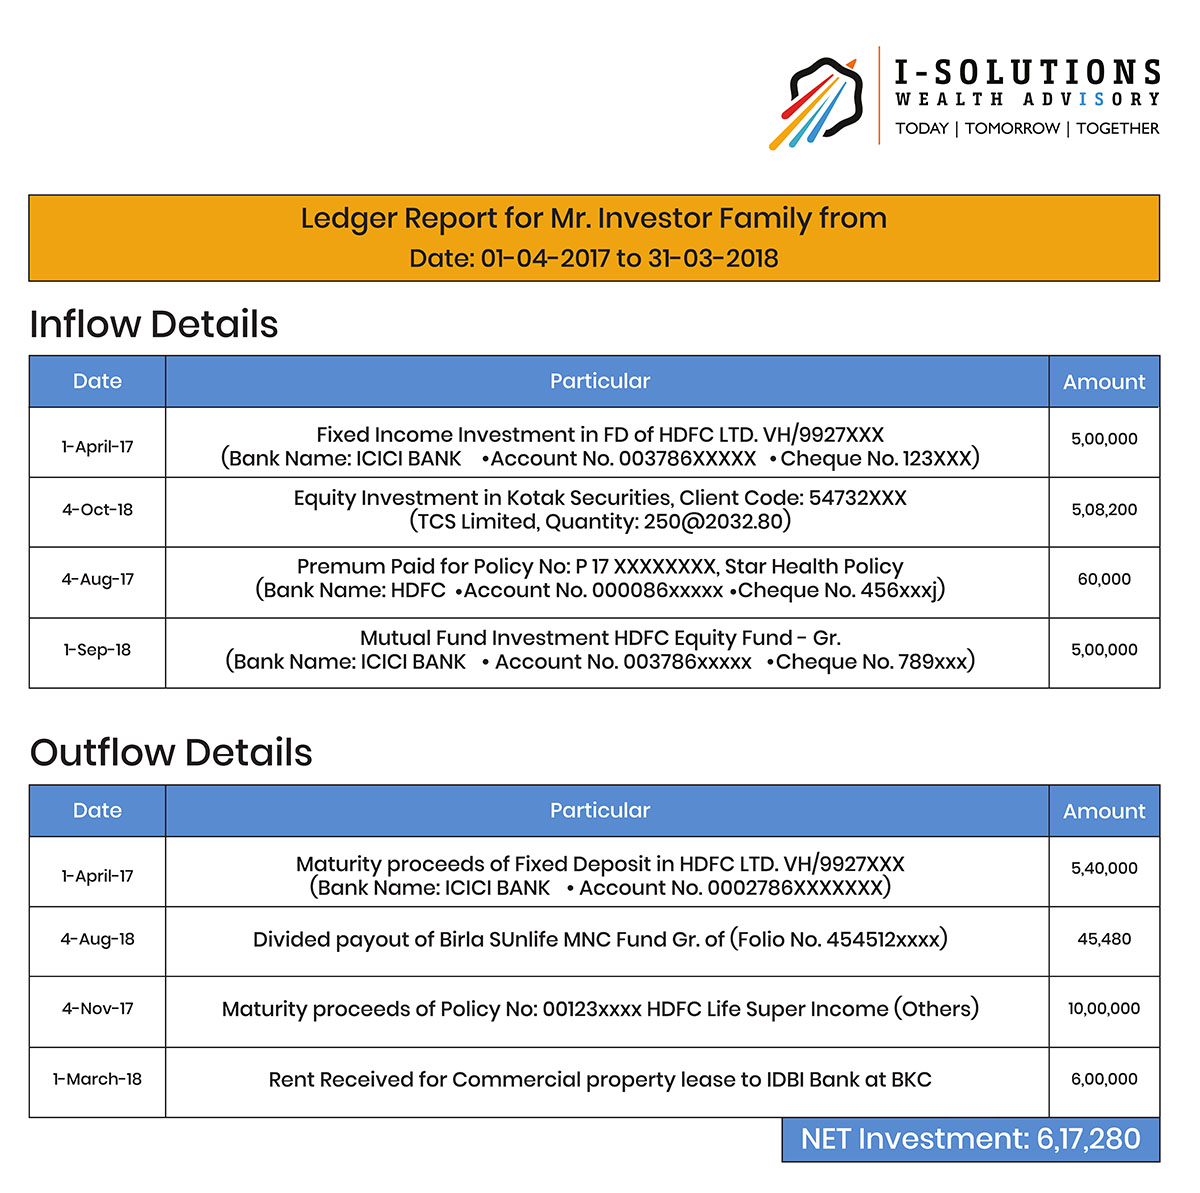 I-SOLUTIONS
WEALTH ADVISORY
TODAY | TOMORROW | TOGETHER
Ledger Report for Mr. Investor Family from
Date: 01-04-2017 to 31-03-2018
Inflow Details
Date Particular Amount
1-April-17 Fixed Income Investment in FD of HDFC LTD. VH/9927XXX 5,00,000
(Bank Name: ICICI BANK •Account No. 003786XXXXX •Cheque No. 123XXX)
4-Oct-18 Equity Investment in Kotak Securities, Client Code: 54732XXX 5,08,200
(TCS Limited, Quantity: 250@2032.80)
4-Aug-17 Premum Paid for Policy No: P 17 XXXXXXXX, Star Health Policy 60,000
(Bank Name: HDFC •Account No. 000086xxxxx •Cheque No. 456xxxj)
1-Sep-18 Mutual Fund Investment HDFC Equity Fund - Gr. 5,00,000
(Bank Name: ICICI BANK • Account No. 003786xxxxx •Cheque No. 789xxx)
Outflow Details
Date Particular Amount
1-April-17 Maturity proceeds of Fixed Deposit in HDFC LTD. VH/9927XXX 5,40,000
(Bank Name: ICICI BANK • Account No. 0002786XXXXXXX)
4-Aug-18 Divided payout of Birla SUnlife MNC Fund Gr. of (Folio No. 454512xxxx) 45,480
4-Nov-17 Maturity proceeds of Policy No: 00123xxxx HDFC Life Super Income (Others) 10,00,000
1-March-18 Rent Received for Commercial property lease to IDBI Bank at BKC 6,00,000
NET Investment: 6,17,280